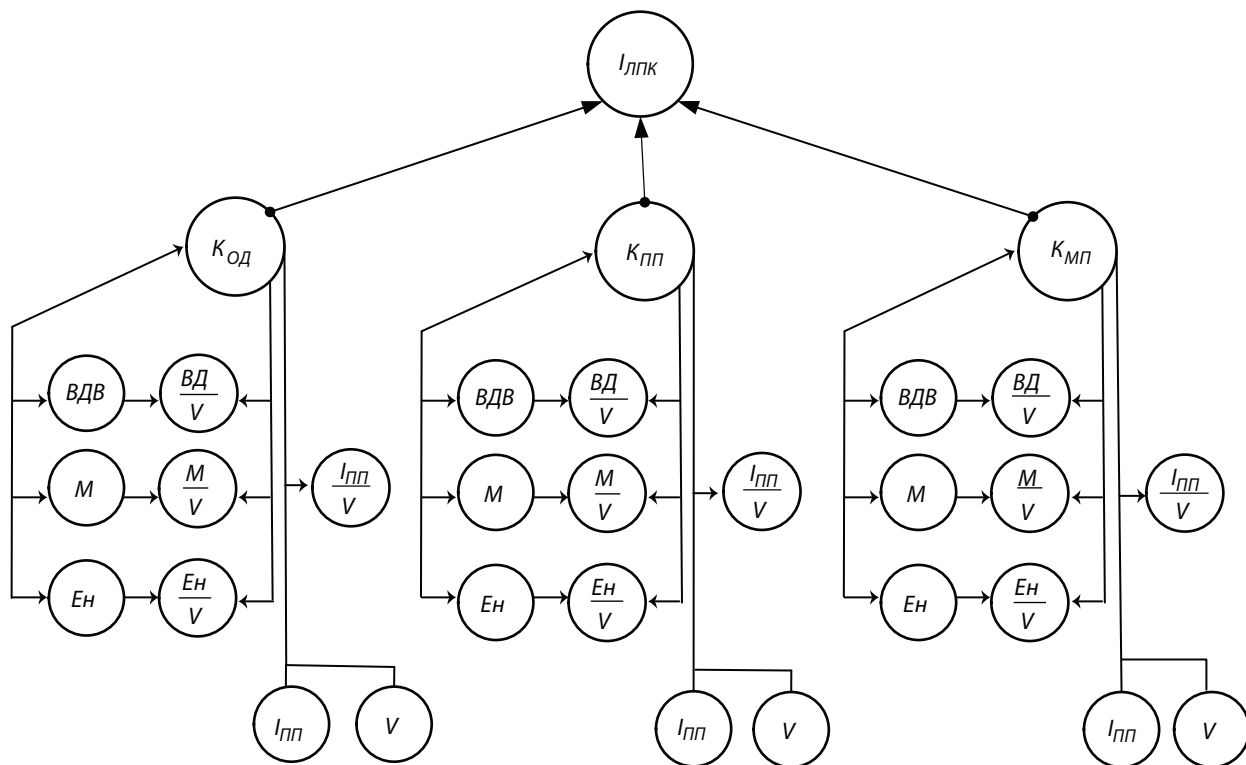 I_ЛПК
K_ОД
K_ПП
K_МП
ВДВ
ВД
V
ВДВ
ВД
V
ВДВ
ВД
V
M
M
V
I_ПП
V
M
M
V
I_ПП
V
M
M
V
I_ПП
V
Ен
Ен
V
Ен
Ен
V
Ен
Ен
V
I_ПП
V
I_ПП
V
I_ПП
V